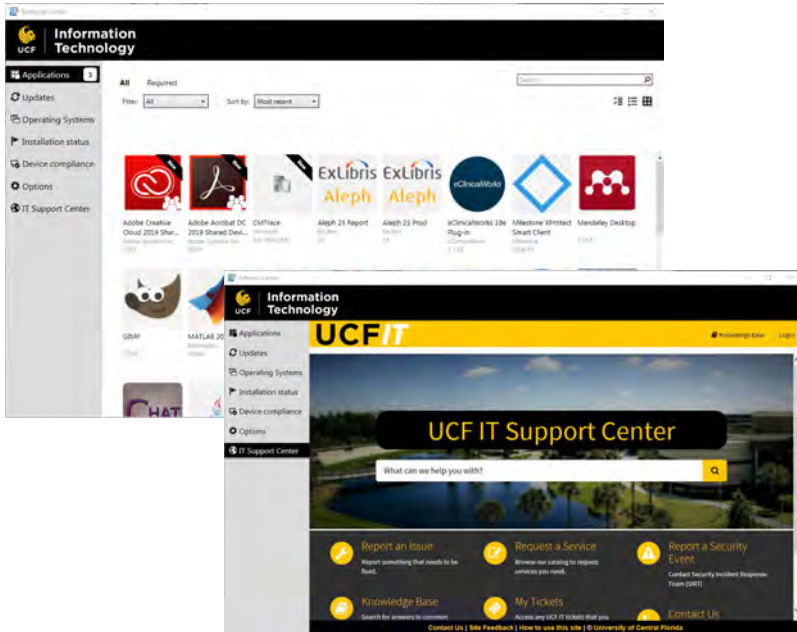 Software Center
UCF
Information
Technology
Applications 3
Updates
Operating Systems
Installation status
Device compliance
Options
IT Support Center
All Required
Filter: All Sort by: Most recent
Search
New
New
New
ExLibris
Aleph
ExLibris
Aleph
eClinicalWorks
Adobe Creative
Cloud 2019 Shar...
Adobe Acrobat DC
2019 Shared Devi...
CMTrace
Microsoft
Aleph 23 Report
Aleph 23 Prod
eClinicalWorks 10e
Plug-in
Milestone XProtect
Smart Client
Mendeley Desktop
GIMP
MATLAB 20
CHAT
Software Center
UCF
Information
Technology
Applications
Updates
Operating Systems
Installation status
Device compliance
Options
IT Support Center
UCFIT
Knowledge Base Login
UCF IT Support Center
What can we help you with?
Report an Issue
Report something that needs to be
fixed.
Request a Service
Browse our catalog to request
services you need.
Report a Security
Event
Contact Security Incident Response
Team (SIRT)
Knowledge Base
Search for answers to common
My Tickets
Access any UCF IT tickets that you
Contact Us
Contact Us | Site Feedback | How to use this site | © University of Central Florida